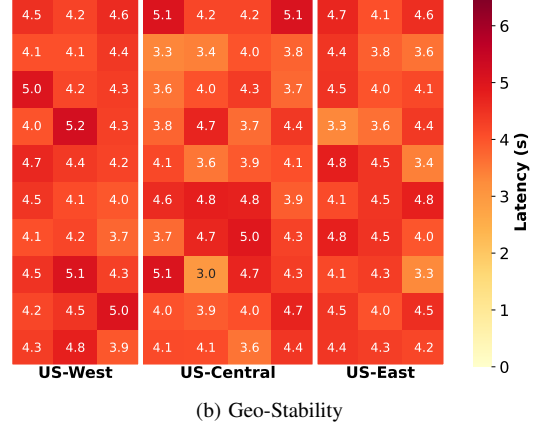 4.5 4.2 4.6 5.1 4.2 4.2 5.1 4.7 4.1 4.6
4.1 4.1 4.4 3.3 3.4 4.0 3.8 4.4 3.8 3.6
5.0 4.2 4.3 3.6 4.0 4.3 3.7 4.5 4.0 4.1
4.0 5.2 4.3 3.8 4.7 3.7 4.4 3.3 3.6 4.4
4.7 4.4 4.2 4.1 3.6 3.9 4.1 4.8 4.5 3.4
4.5 4.1 4.0 4.6 4.8 4.8 3.9 4.1 4.5 4.8
4.1 4.2 3.7 3.7 4.7 5.0 4.3 4.8 4.5 4.0
4.5 5.1 4.3 5.1 3.0 4.7 4.3 4.1 4.3 3.3
4.2 4.5 5.0 4.0 3.9 4.0 4.7 4.5 4.0 4.5
4.3 4.8 3.9 4.1 4.1 3.6 4.4 4.4 4.3 4.2
US-West US-Central US-East
6
5
4
3
2
1
0
Latency (s)
(b) Geo-Stability